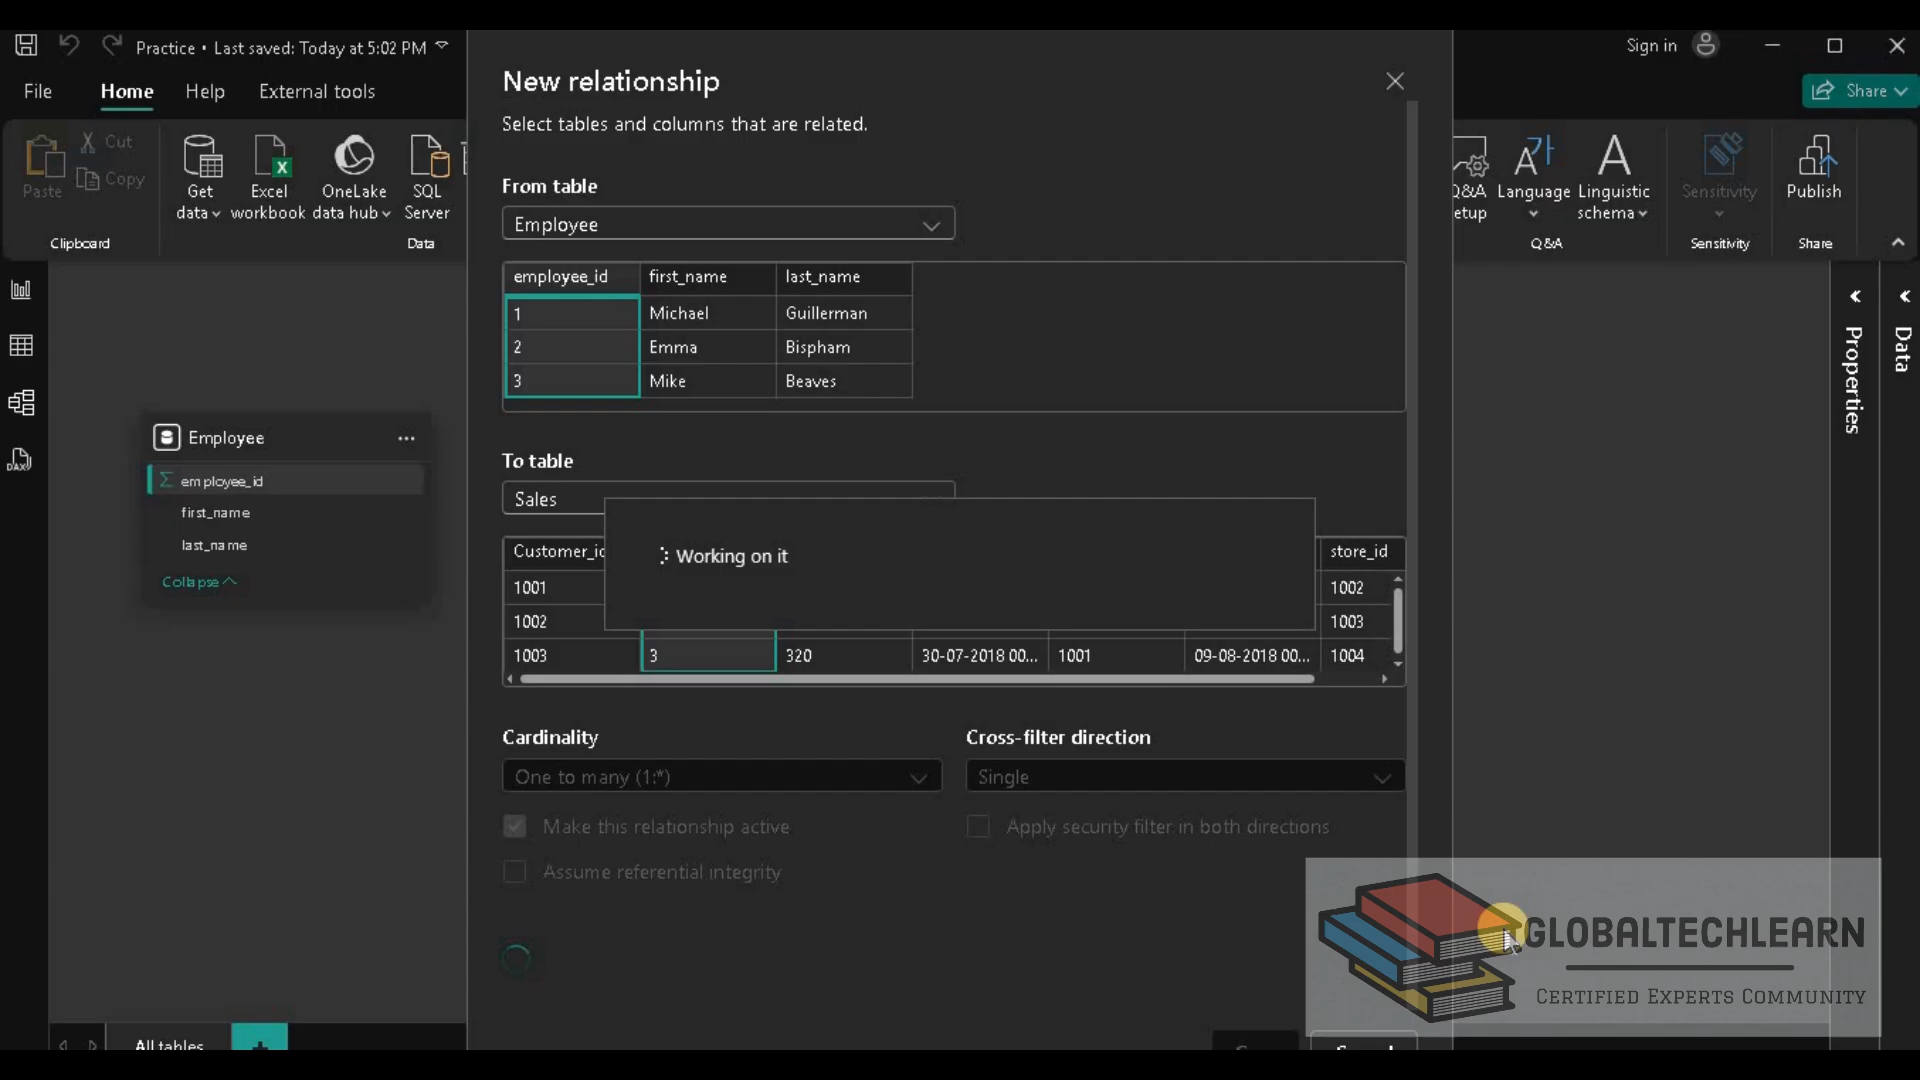 Practice • Last saved: Today at 5:02 PM
Sign in
File Home Help External tools
Share
Paste
Cut
Copy
Clipboard
Get data
Excel workbook
OneLake data hub
SQL Server
Data
Q&A
Language
Linguistic schema
Q&A
Sensitivity
Sensitivity
Publish
Share
New relationship
Select tables and columns that are related.
From table
Employee
employee_id first_name last_name
1 Michael Guillerman
2 Emma Bispham
3 Mike Beaves
To table
Sales
store_id
1001 1002
1002 1003
1003 3 320 30-07-2018 00... 1001 09-08-2018 00... 1004
Working on it
Cardinality
One to many (1:*)
Cross-filter direction
Single
Make this relationship active
Apply security filter in both directions
Assume referential integrity
Employee
employee_id
first_name
last_name
Collapse
Properties
Data
DAX
All tables
GLOBALTECHLEARN
CERTIFIED EXPERTS COMMUNITY